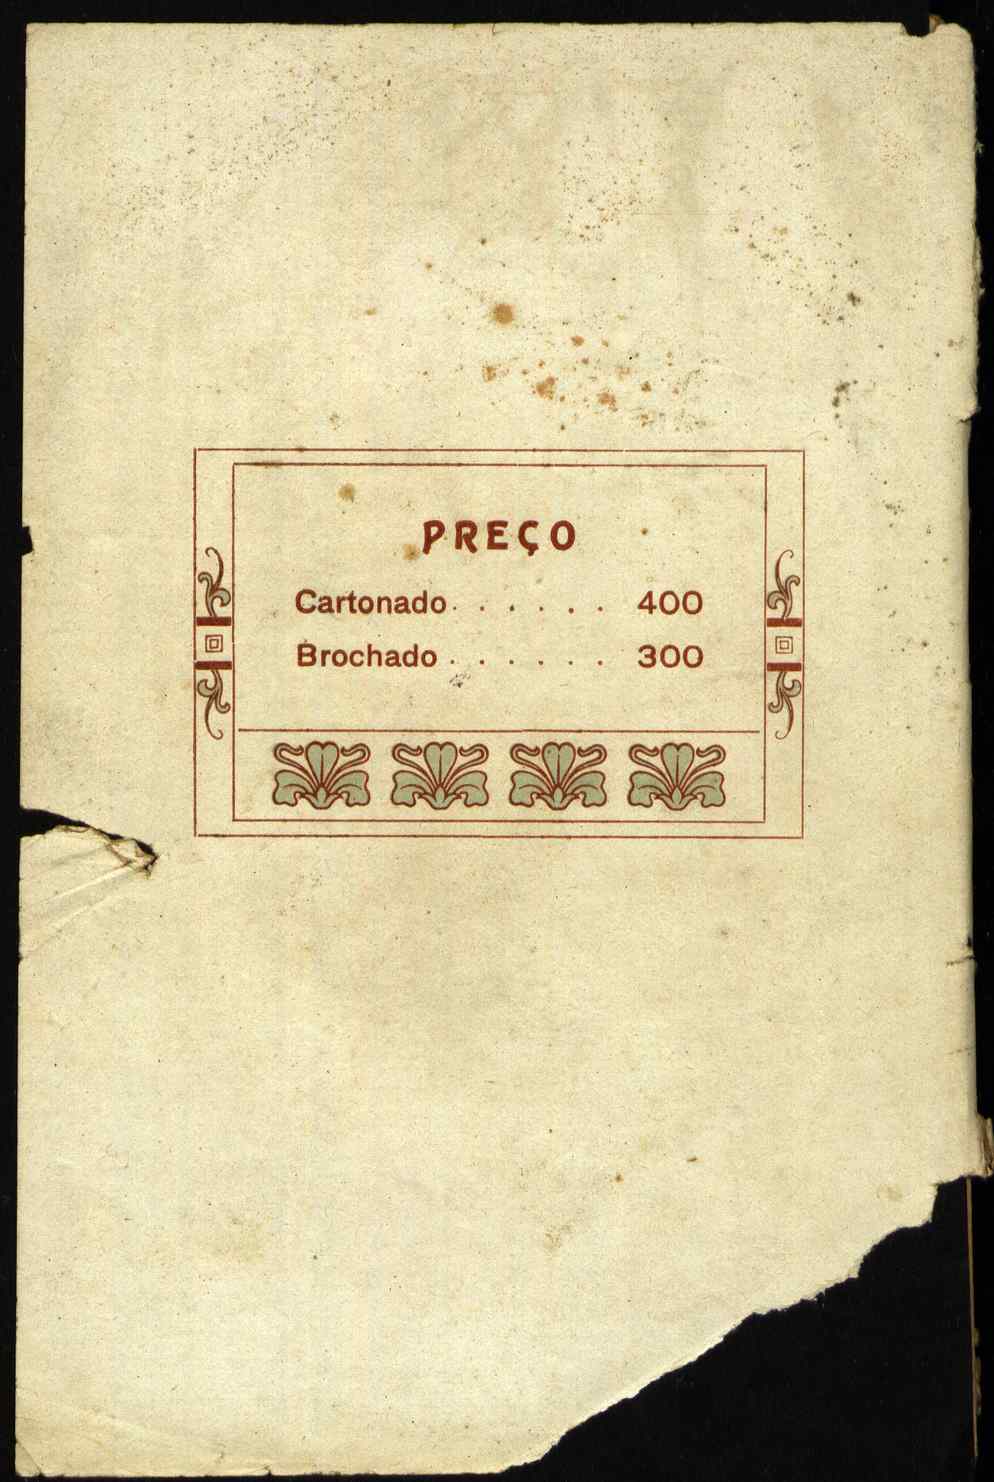 PREÇO
Cartonado . . . . . . 400
Brochado . . . . . . 300